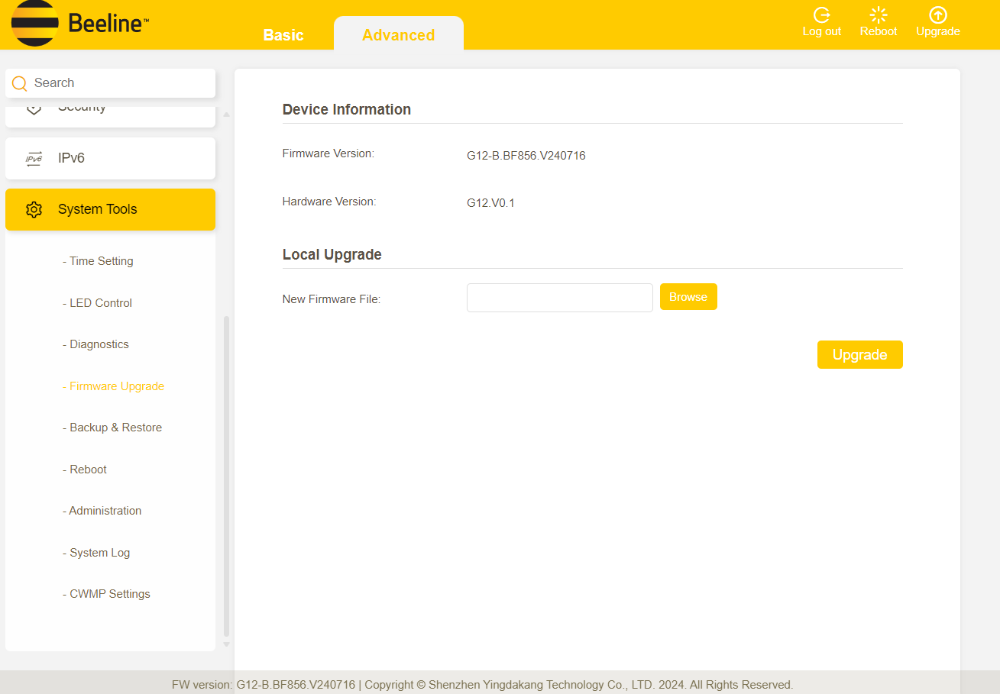 Beeline™
Basic
Advanced
Log out
Reboot
Upgrade
Search
Security
IPv6
IPv6
System Tools
- Time Setting
- LED Control
- Diagnostics
- Firmware Upgrade
- Backup & Restore
- Reboot
- Administration
- System Log
- CWMP Settings
Device Information
Firmware Version: G12-B.BF856.V240716
Hardware Version: G12.V0.1
Local Upgrade
New Firmware File: Browse
Upgrade
FW version: G12-B.BF856.V240716 | Copyright © Shenzhen Yingdakang Technology Co., LTD. 2024. All Rights Reserved.